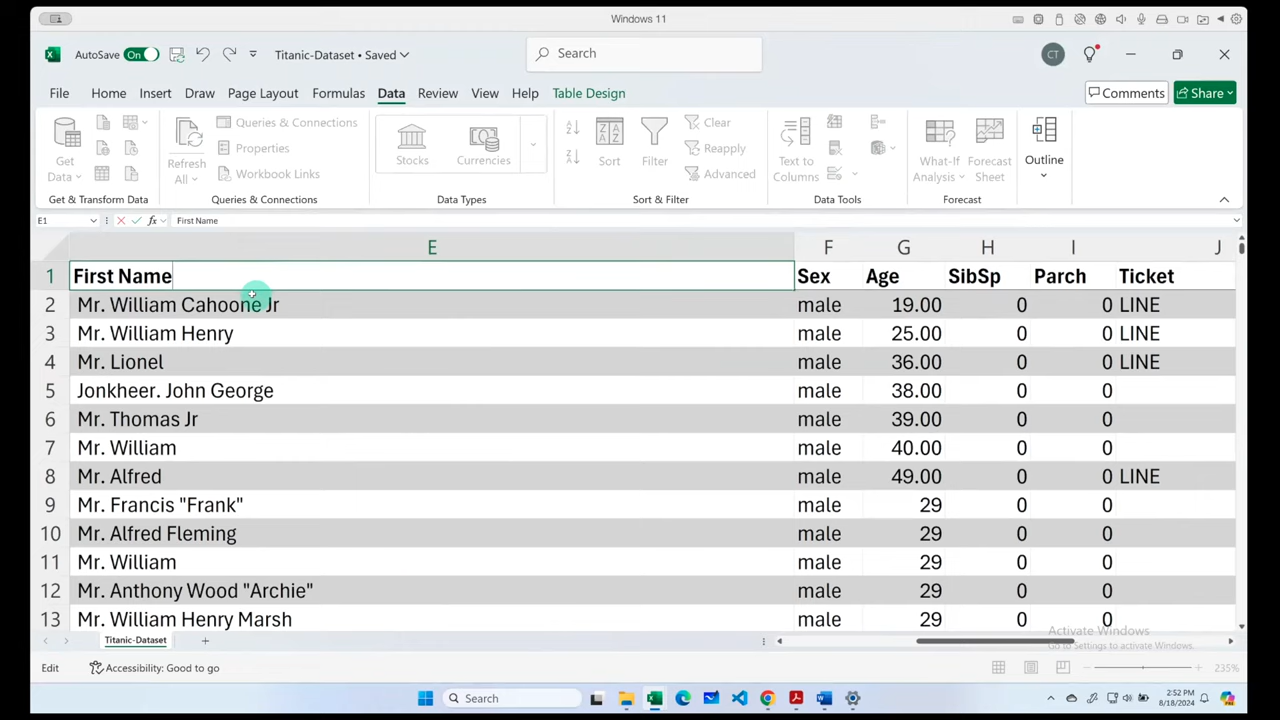 Windows 11
AutoSave On Titanic-Dataset • Saved Search CT
File Home Insert Draw Page Layout Formulas Data Review View Help Table Design Comments Share
Get Data Refresh All Queries & Connections Properties Workbook Links Stocks Currencies Sort Filter Clear Reapply Advanced Text to Columns What-If Analysis Forecast Sheet Outline
Get & Transform Data Queries & Connections Data Types Sort & Filter Data Tools Forecast
E1 fx First Name
E F G H I J
1 First Name Sex Age SibSp Parch Ticket
2 Mr. William Cahoone Jr male 19.00 0 0 LINE
3 Mr. William Henry male 25.00 0 0 LINE
4 Mr. Lionel male 36.00 0 0 LINE
5 Jonkheer. John George male 38.00 0 0
6 Mr. Thomas Jr male 39.00 0 0
7 Mr. William male 40.00 0 0
8 Mr. Alfred male 49.00 0 0 LINE
9 Mr. Francis "Frank" male 29 0 0
10 Mr. Alfred Fleming male 29 0 0
11 Mr. William male 29 0 0
12 Mr. Anthony Wood "Archie" male 29 0 0
13 Mr. William Henry Marsh male 29 0 0
Activate Windows
Go to Settings to activate Windows.
Titanic-Dataset
Edit Accessibility: Good to go 235%
Search 2:52 PM
8/18/2024